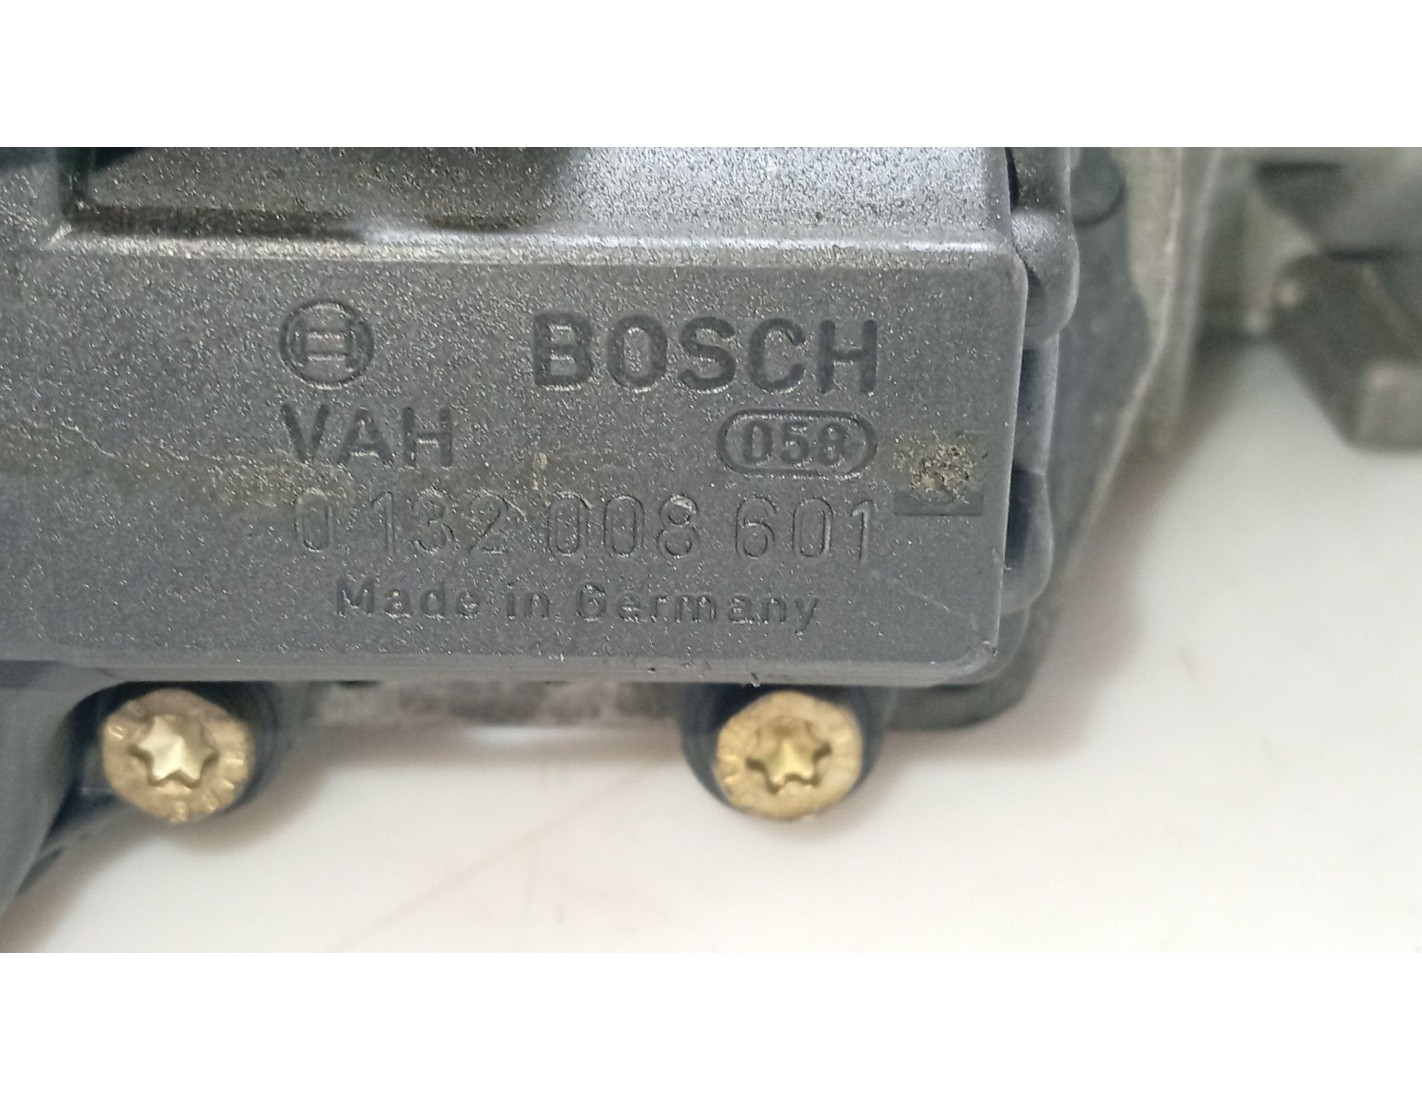 BOSCH
VAH 058
0 132 008 601
Made in Germany